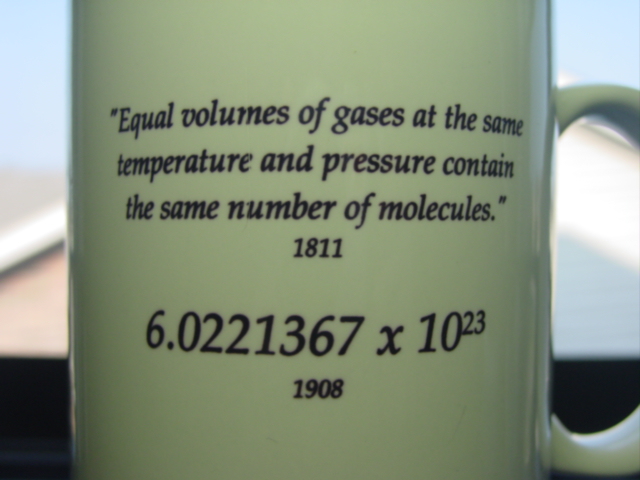 "Equal volumes of gases at the same
temperature and pressure contain
the same number of molecules."
1811
6.0221367 x 10²³
1908